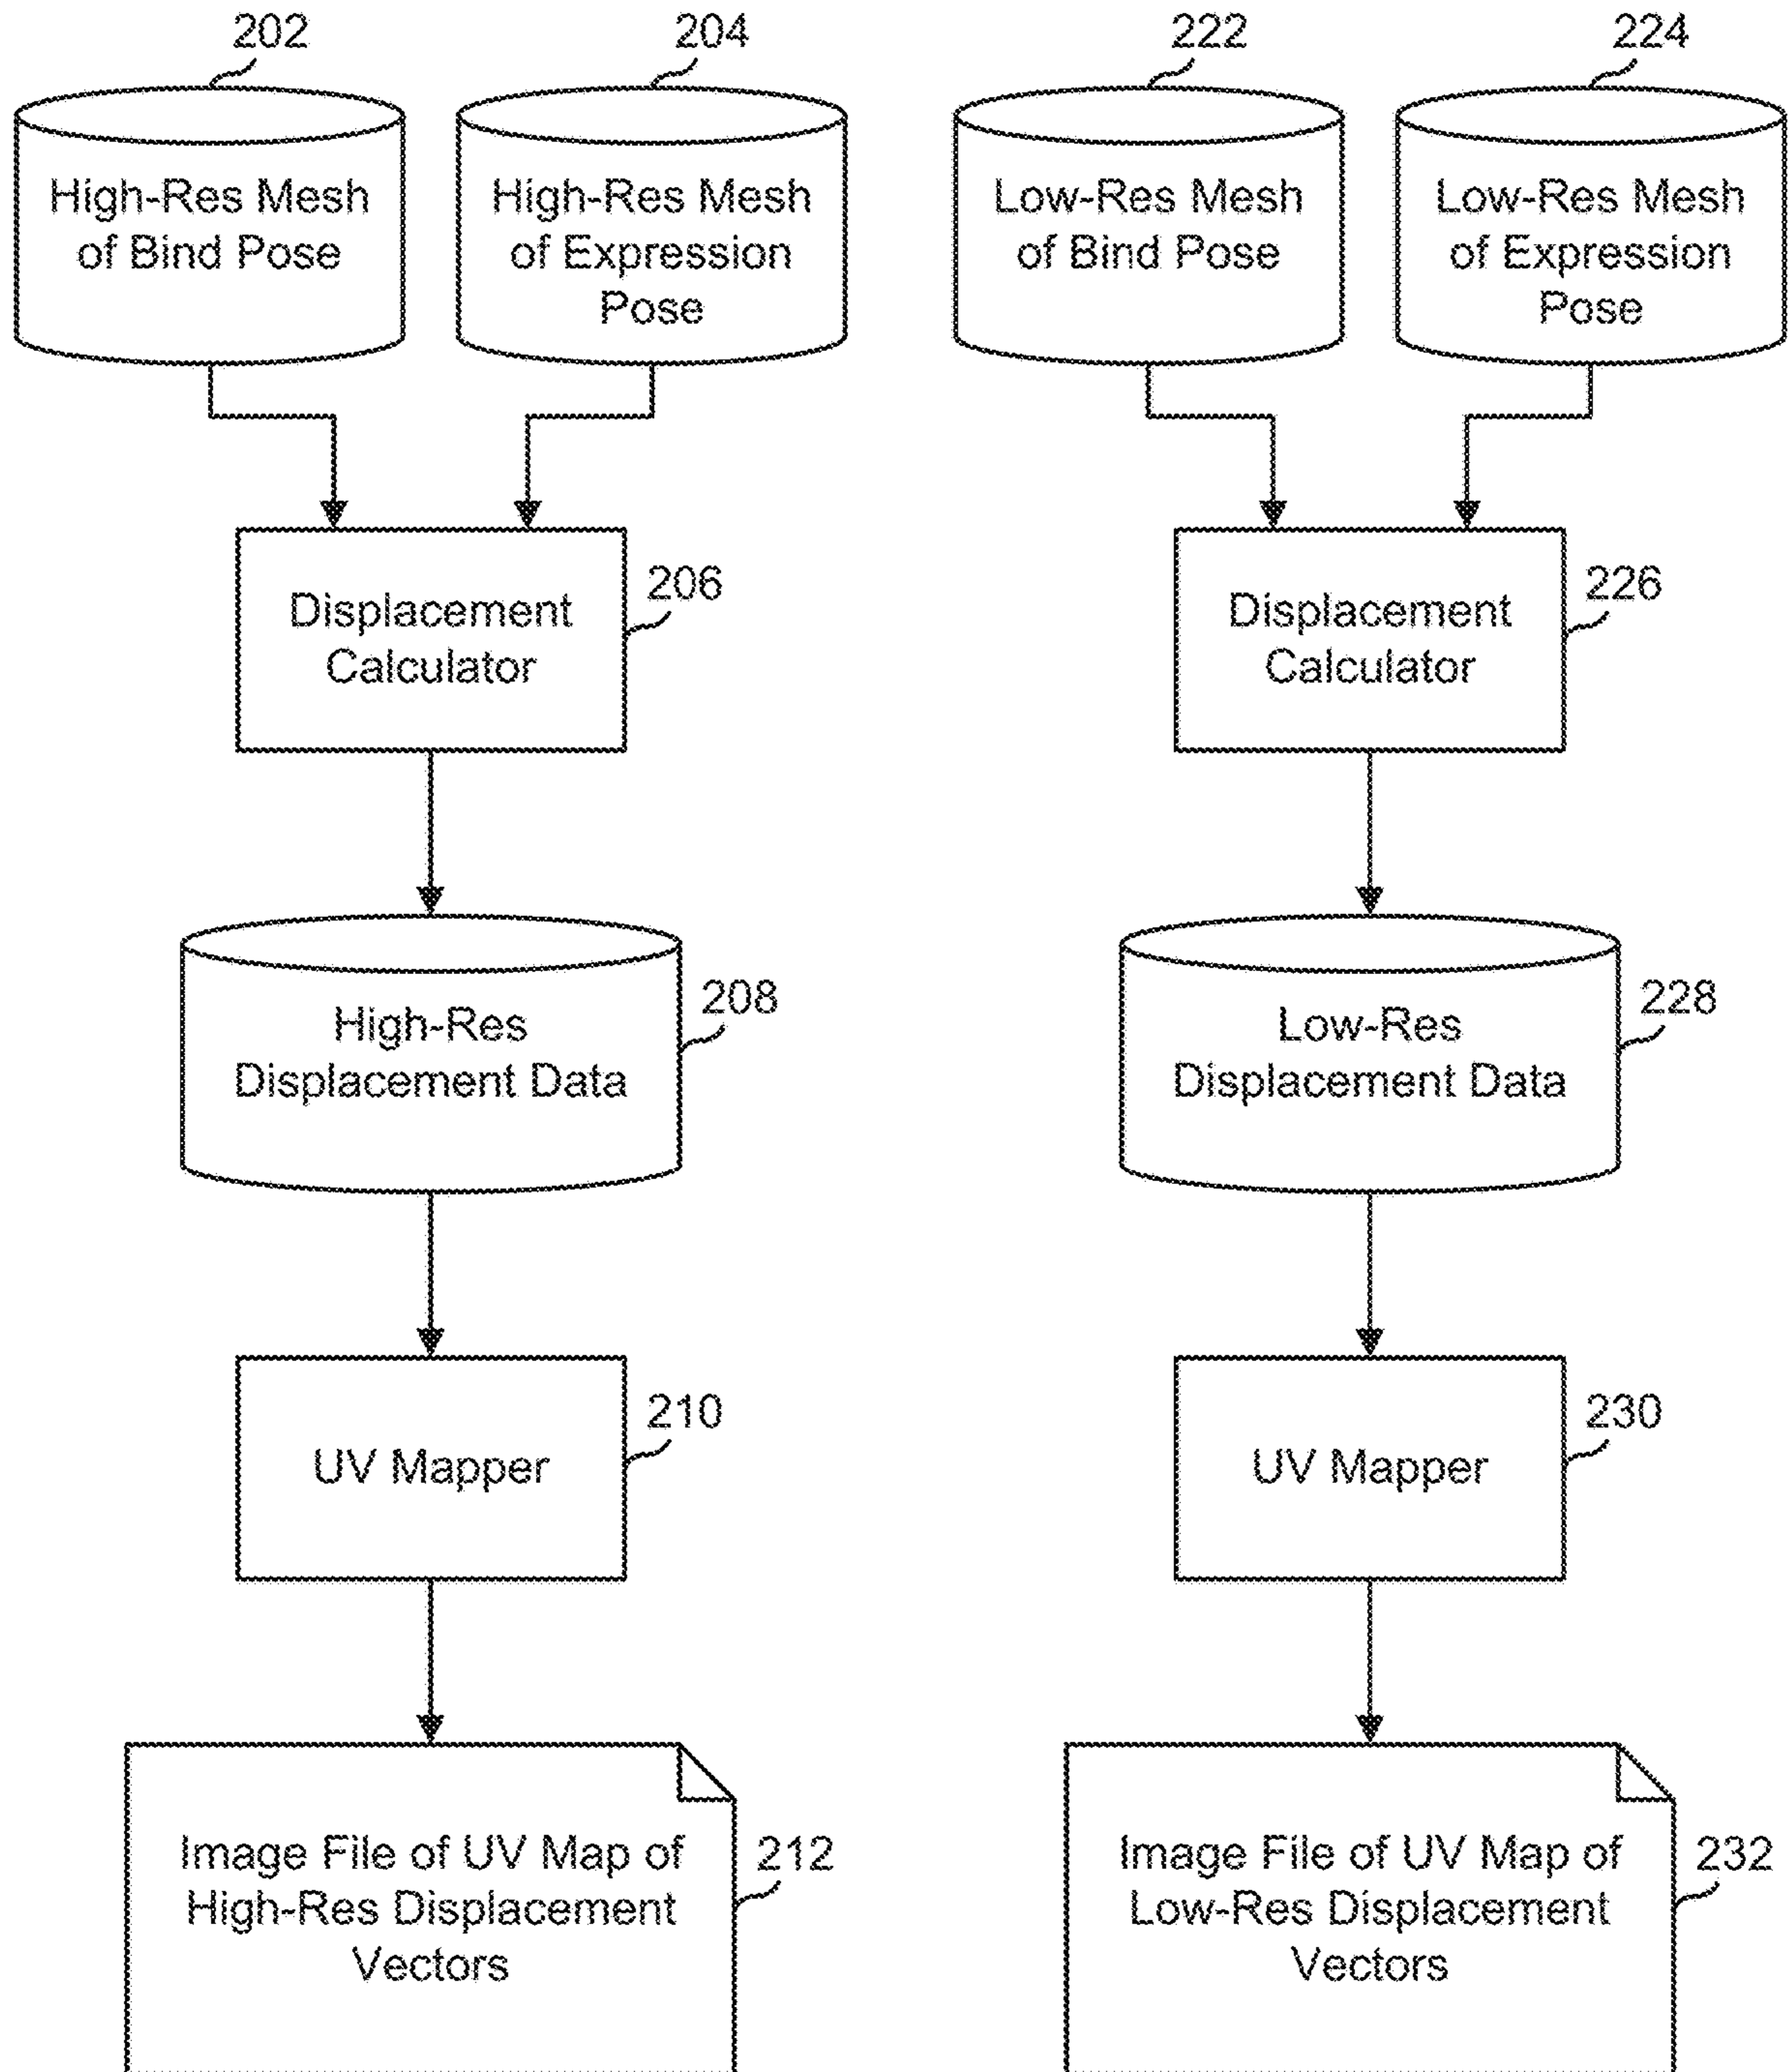 202
204
222
224
High-Res Mesh
of Bind Pose
High-Res Mesh
of Expression
Pose
Low-Res Mesh
of Bind Pose
Low-Res Mesh
of Expression
Pose
Displacement
Calculator
206
Displacement
Calculator
226
High-Res
Displacement Data
208
Low-Res
Displacement Data
228
UV Mapper
210
UV Mapper
230
Image File of UV Map of
High-Res Displacement
Vectors
212
Image File of UV Map of
Low-Res Displacement
Vectors
232